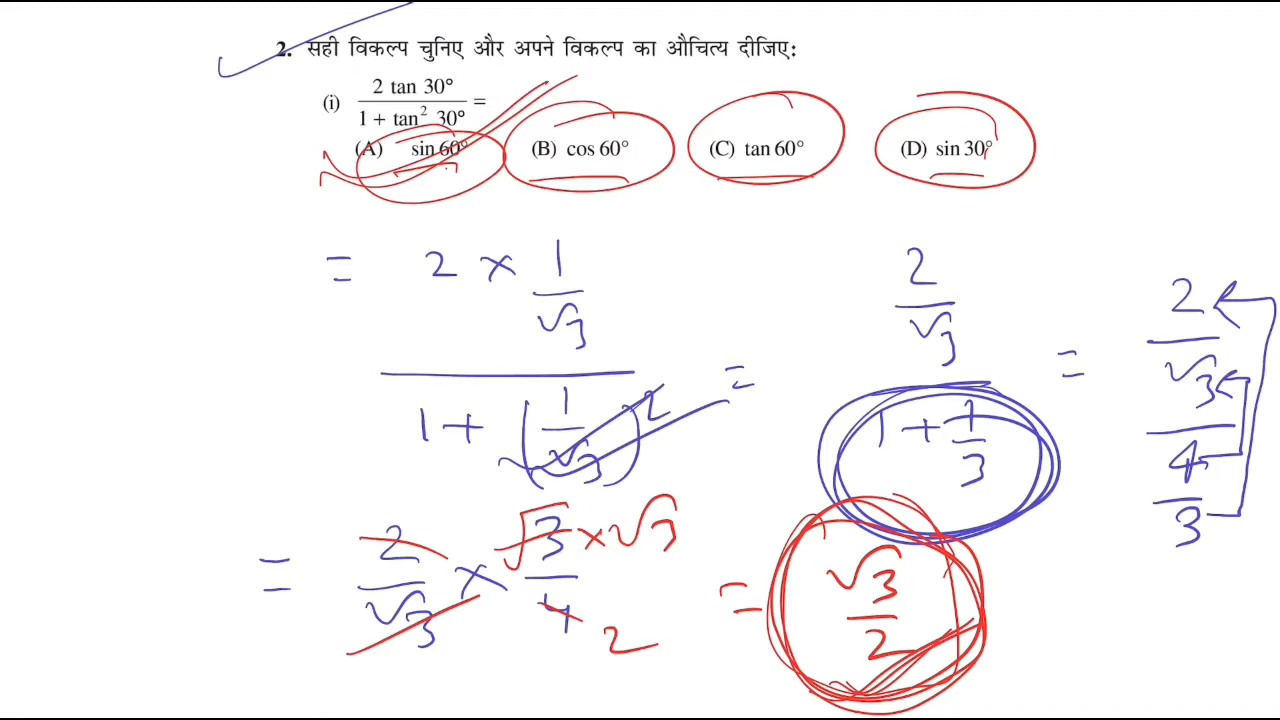 2. सही विकल्प चुनिए और अपने विकल्प का औचित्य दीजिए:
(i) 2 tan 30° / 1 + tan² 30° =
(A) sin 60° (B) cos 60° (C) tan 60° (D) sin 30°
= 2 × 1/√3 / 1 + (1/√3)² = 2/√3 / 1 + 1/3 = 2/√3 / 4/3
= 2/√3 × √3 × √3 / 4 2 = √3/2